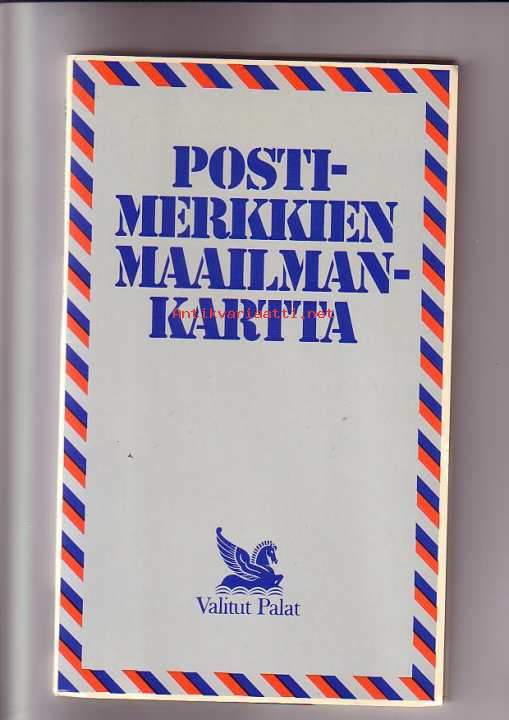 POSTI-
MERKKIEN
MAAILMAN-
KARTTA
Antikvariaatti.net
Valitut Palat